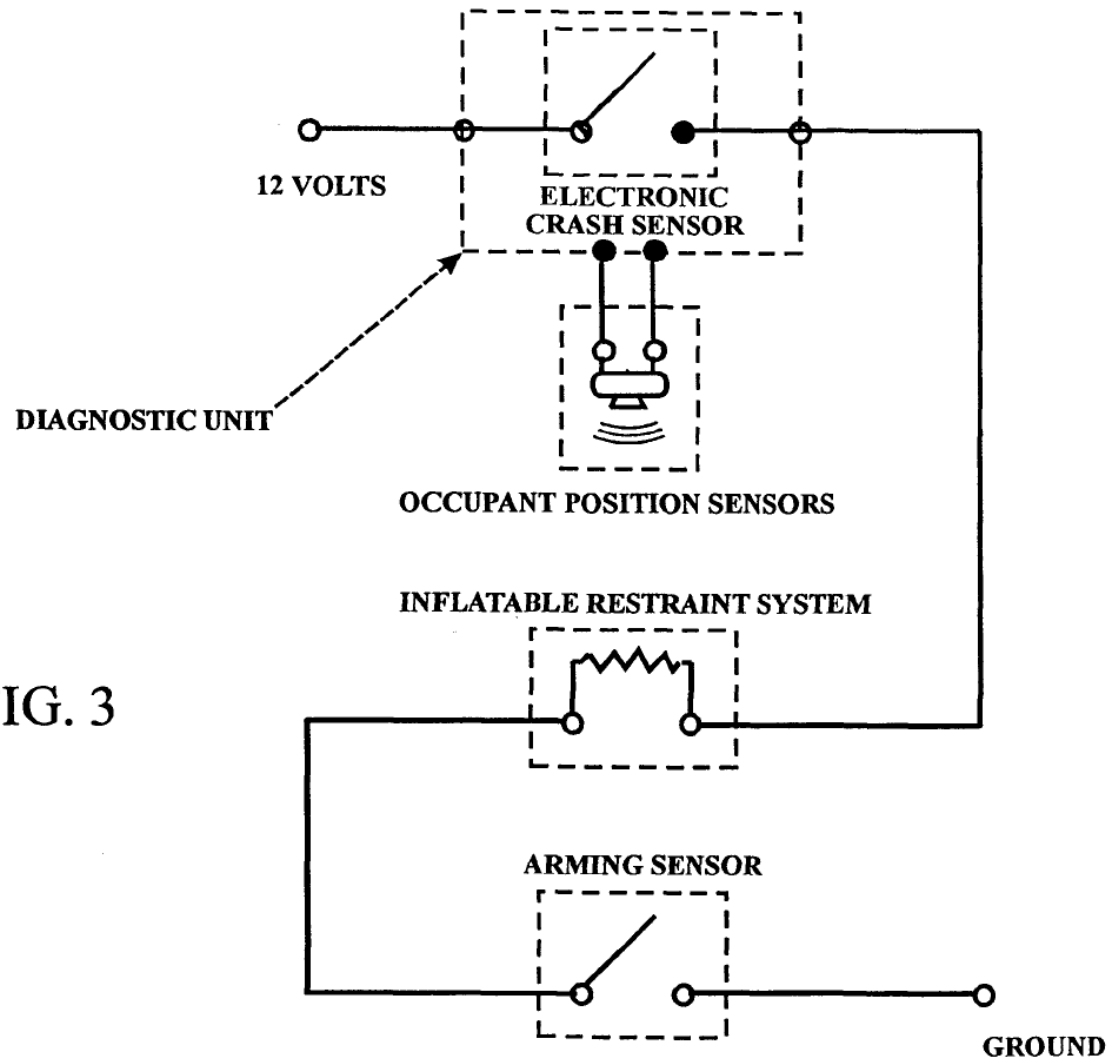 12 VOLTS
ELECTRONIC
CRASH SENSOR
DIAGNOSTIC UNIT
OCCUPANT POSITION SENSORS
INFLATABLE RESTRAINT SYSTEM
IG. 3
ARMING SENSOR
GROUND